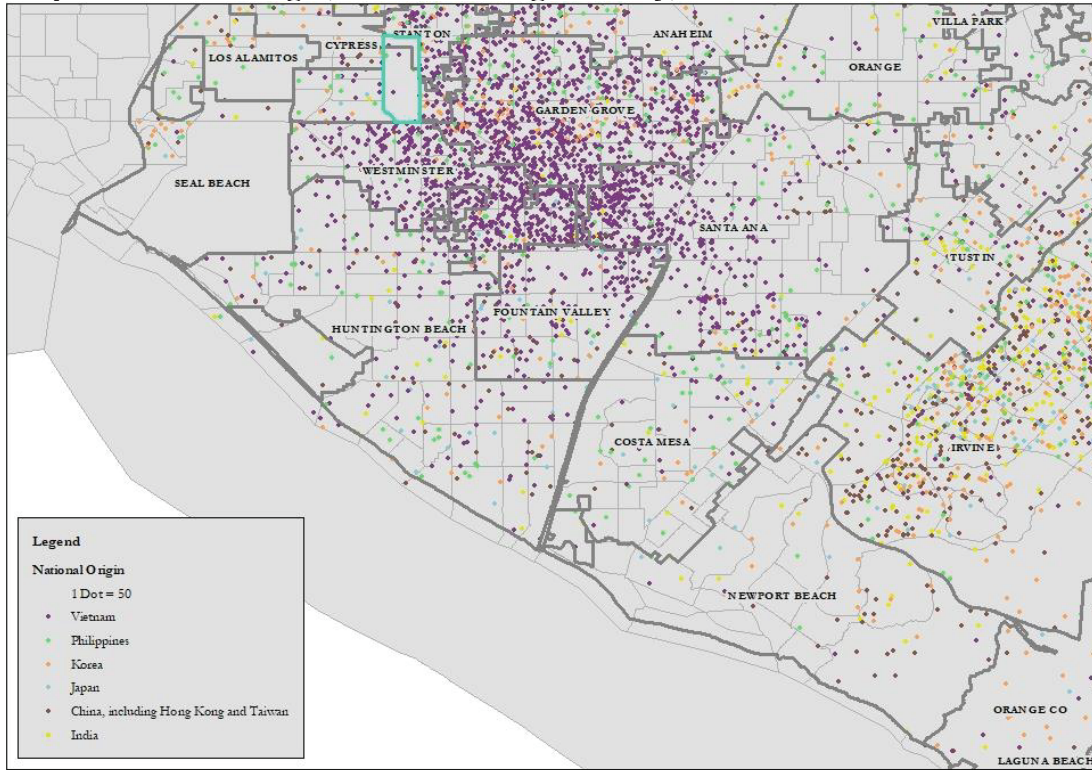 STANTON
VILLA PARK
ANAHEIM
CYPRESS
LOS ALAMITOS
ORANGE
GARDEN GROVE
WESTMINSTER
SEAL BEACH
SANTA ANA
TUSTIN
FOUNTAIN VALLEY
HUNTINGTON BEACH
COSTA MESA
IRVINE
NEWPORT BEACH
ORANGE CO
LAGUNA BEACH
Legend
National Origin
1 Dot = 50
Vietnam
Philippines
Korea
Japan
China, including Hong Kong and Taiwan
India